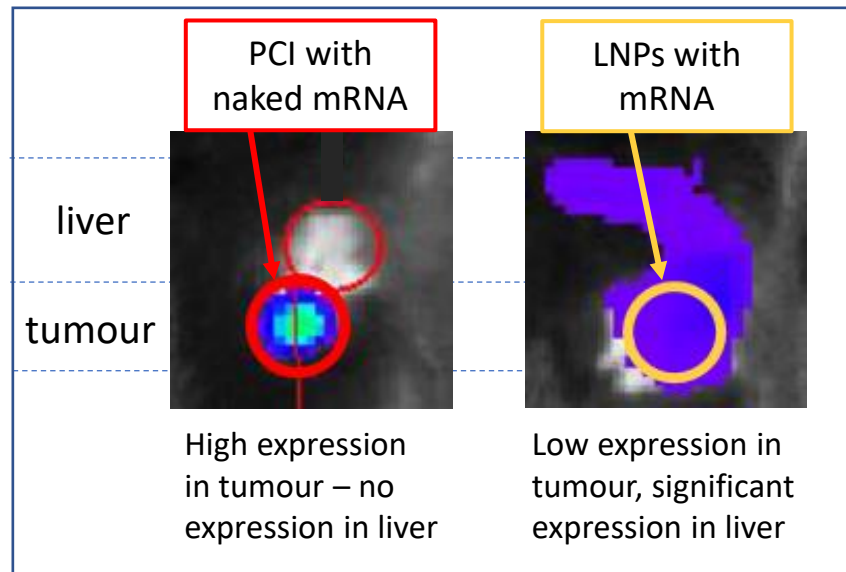 PCI with
naked mRNA
LNPs with
mRNA
liver
tumour
High expression
in tumour – no
expression in liver
Low expression in
tumour, significant
expression in liver